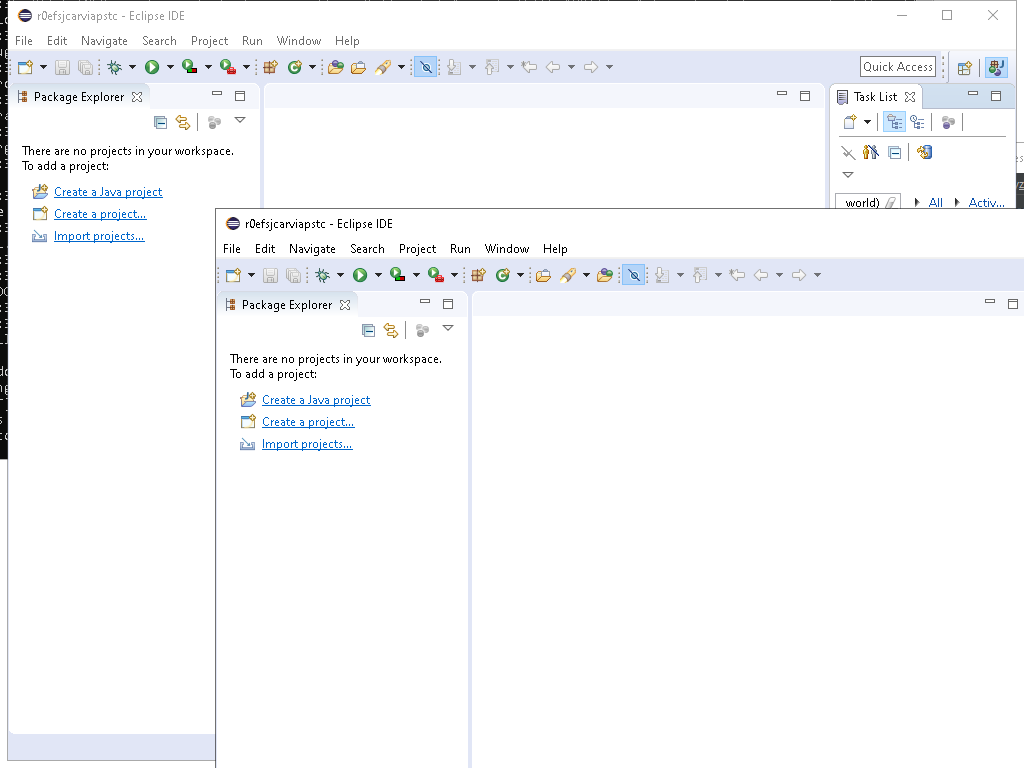 r0efsjcarviapstc - Eclipse IDE
File Edit Navigate Search Project Run Window Help
Quick Access
Package Explorer
Task List
There are no projects in your workspace.
To add a project:
Create a Java project
Create a project...
Import projects...
world) All Activ...
r0efsjcarviapstc - Eclipse IDE
File Edit Navigate Search Project Run Window Help
Package Explorer
There are no projects in your workspace.
To add a project:
Create a Java project
Create a project...
Import projects...